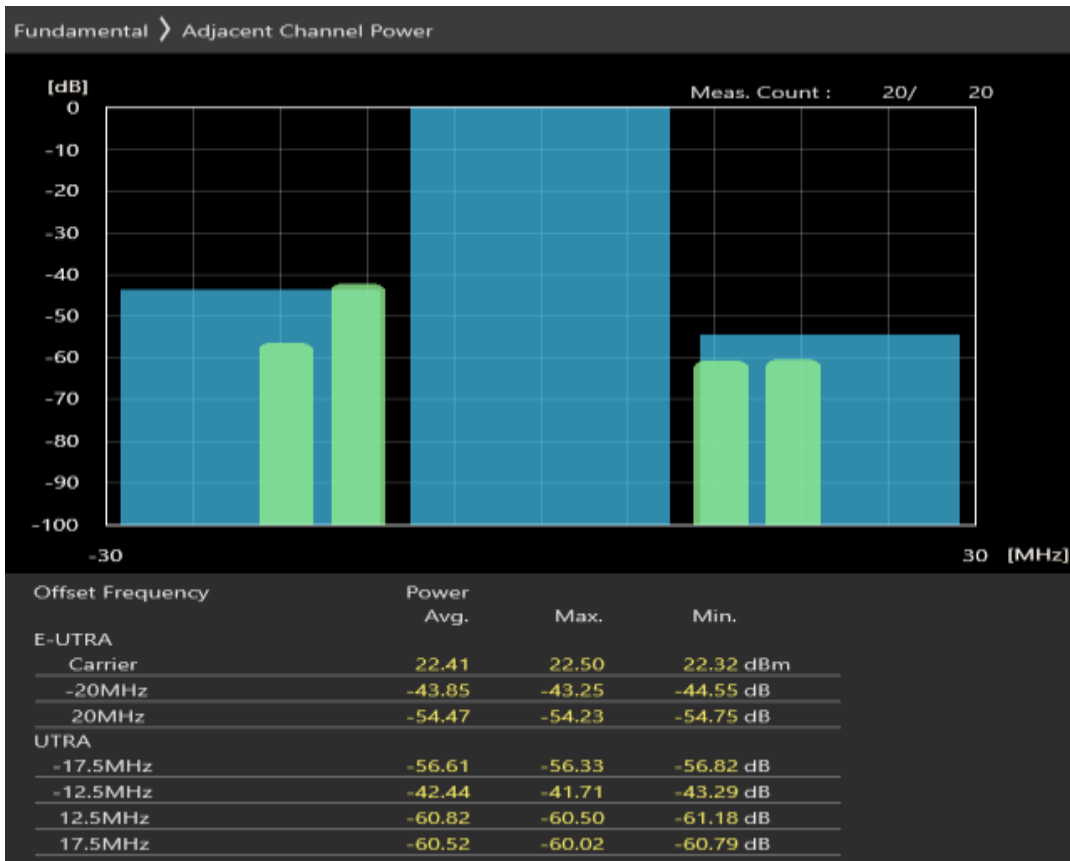 Fundamental 〉 Adjacent Channel Power
[dB]
Meas. Count : 20/ 20
0
-10
-20
-30
-40
-50
-60
-70
-80
-90
-100
-30 30 [MHz]
Offset Frequency Power
Avg. Max. Min.
E-UTRA
Carrier 22.41 22.50 22.32 dBm
-20MHz -43.85 -43.25 -44.55 dB
20MHz -54.47 -54.23 -54.75 dB
UTRA
-17.5MHz -56.61 -56.33 -56.82 dB
-12.5MHz -42.44 -41.71 -43.29 dB
12.5MHz -60.82 -60.50 -61.18 dB
17.5MHz -60.52 -60.02 -60.79 dB